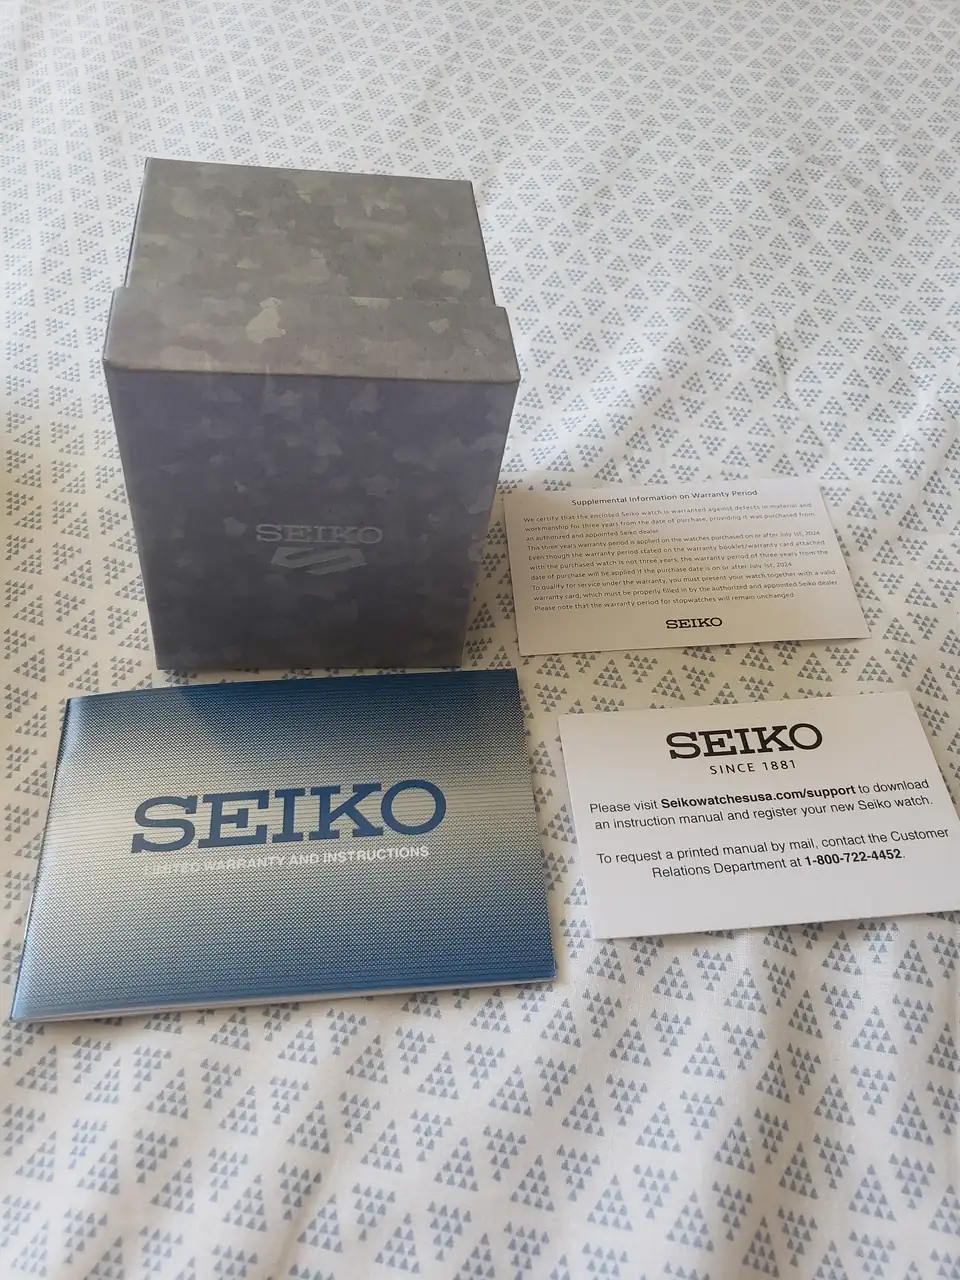 SEIKO
Supplemental Information on Warranty Period
We certify that the enclosed Seiko watch is warranted against defects in material and
workmanship for three years from the date of purchase, providing it was purchased from
an authorized and appointed Seiko dealer.
This three years warranty period is applied on the watches purchased on or after July 1st, 2024.
Even though the warranty period stated on the warranty booklet/warranty card attached
with the purchased watch is not three years, the warranty period of three years from the
date of purchase will be applied if the purchase date is on or after July 1st, 2024.
To qualify for service under the warranty, you must present your watch together with a valid
warranty card, which must be properly filled in by the authorized and appointed Seiko dealer.
Please note that the warranty period for stopwatches will remain unchanged.
SEIKO
SEIKO
WARRANTY AND INSTRUCTIONS
SEIKO
SINCE 1881
Please visit Seikowatchesusa.com/support to download
an instruction manual and register your new Seiko watch.
To request a printed manual by mail, contact the Customer
Relations Department at 1-800-722-4452.